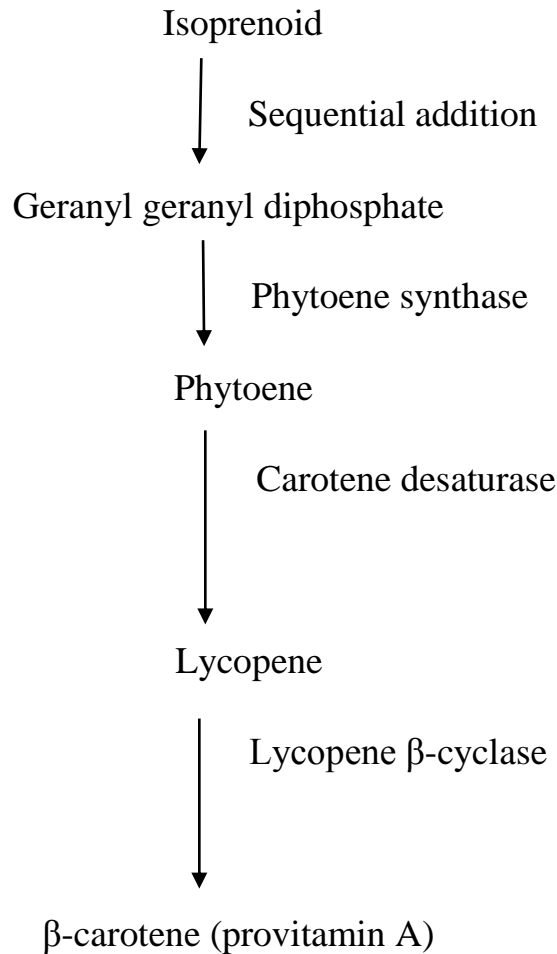 Isoprenoid
Sequential addition
Geranyl geranyl diphosphate
Phytoene synthase
Phytoene
Carotene desaturase
Lycopene
Lycopene β-cyclase
β-carotene (provitamin A)